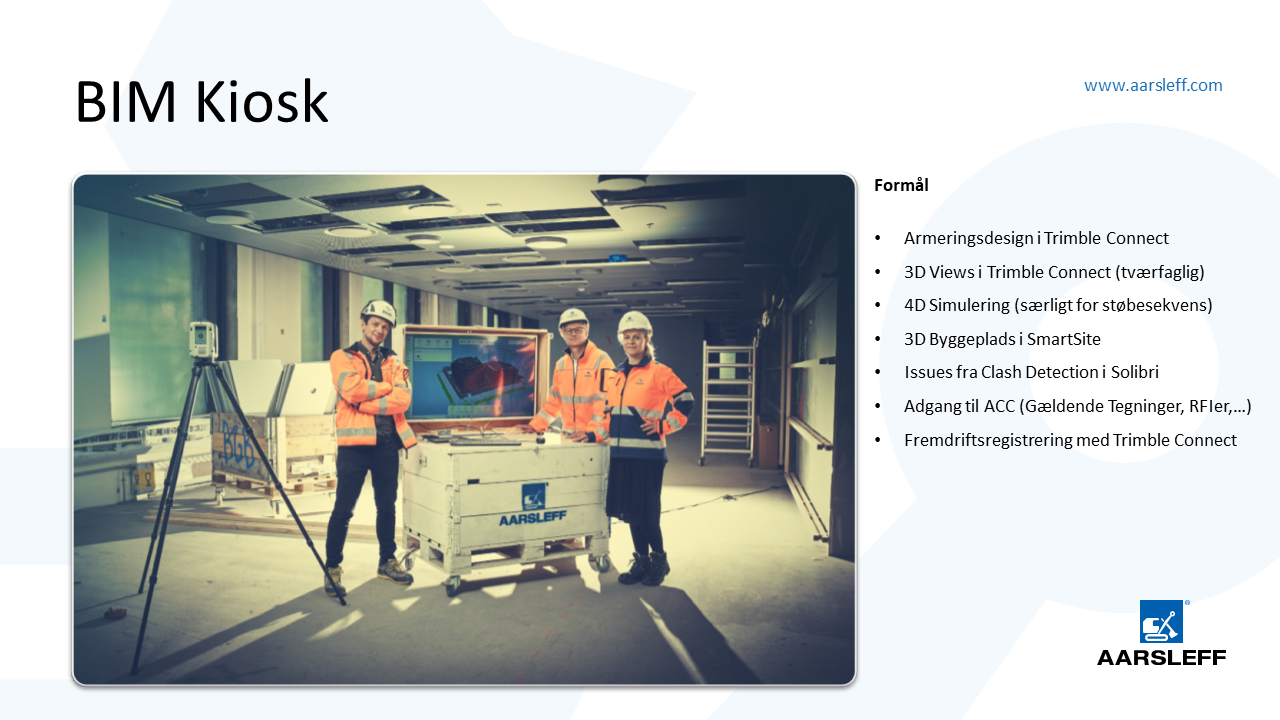 BIM Kiosk
www.aarsleff.com
Formål
• Armeringsdesign i Trimble Connect
• 3D Views i Trimble Connect (tværfaglig)
• 4D Simulering (særligt for støbesekvens)
• 3D Byggeplads i SmartSite
• Issues fra Clash Detection i Solibri
• Adgang til ACC (Gældende Tegninger, RFIer,…)
• Fremdriftsregistrering med Trimble Connect
AARSLEFF
AARSLEFF